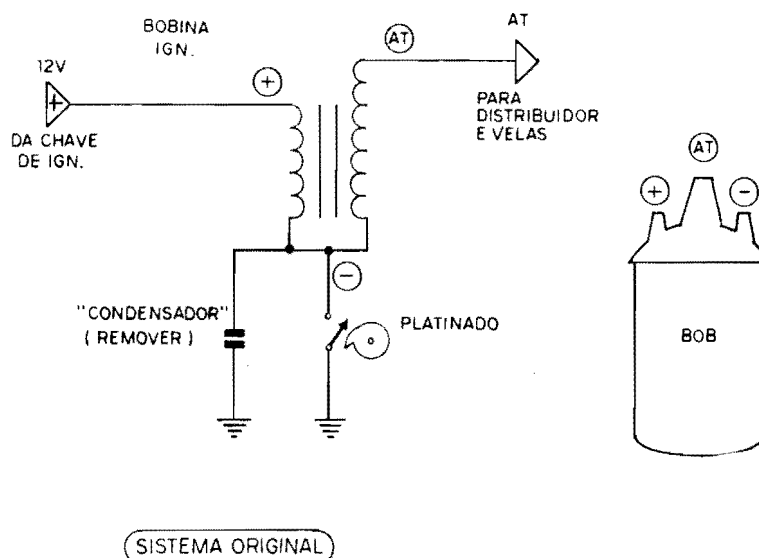 BOBINA
IGN.
AT
AT
12V
+
+
DA CHAVE
DE IGN.
PARA
DISTRIBUIDOR
E VELAS
AT
+
−
−
"CONDENSADOR"
( REMOVER )
PLATINADO
BOB
SISTEMA ORIGINAL